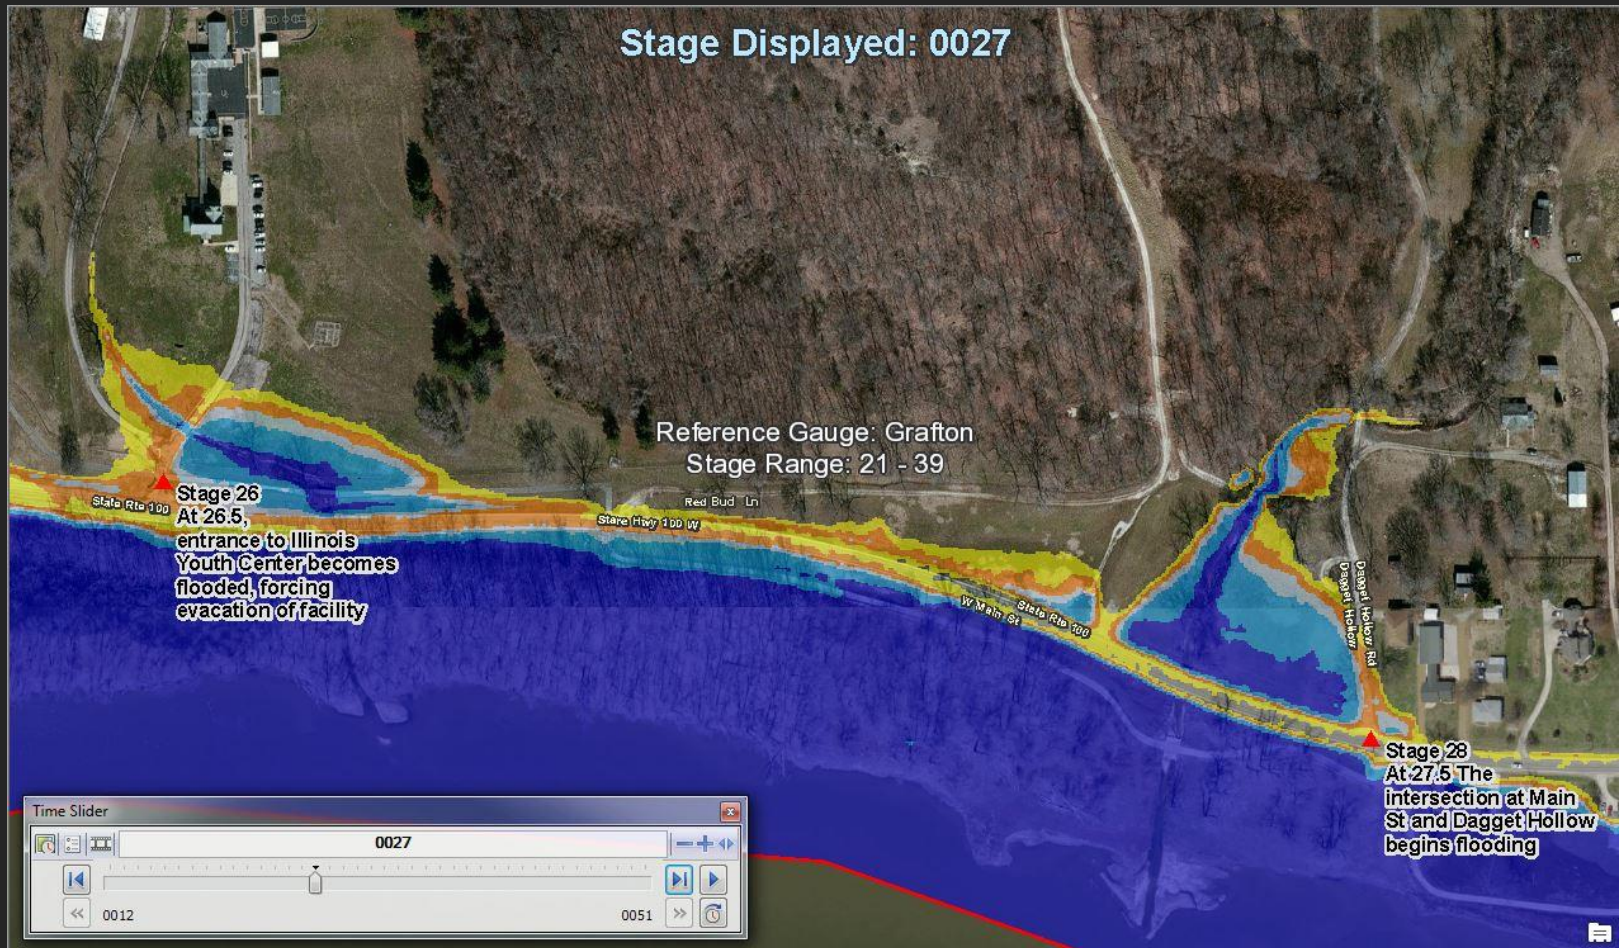 Stage Displayed: 0027
Reference Gauge: Grafton
Stage Range: 21 - 39
Red Bud Ln
State Rte 100
Stage 26
At 26.5,
entrance to Illinois
Youth Center becomes
flooded, forcing
evacation of facility
Stare Hwy 100 W
W Main St
State Rte 100
Dagget Hollow
Dagget Hollow Rd
Stage 28
At 27.5 The
intersection at Main
St and Dagget Hollow
begins flooding
Time Slider
0027
0012
0051